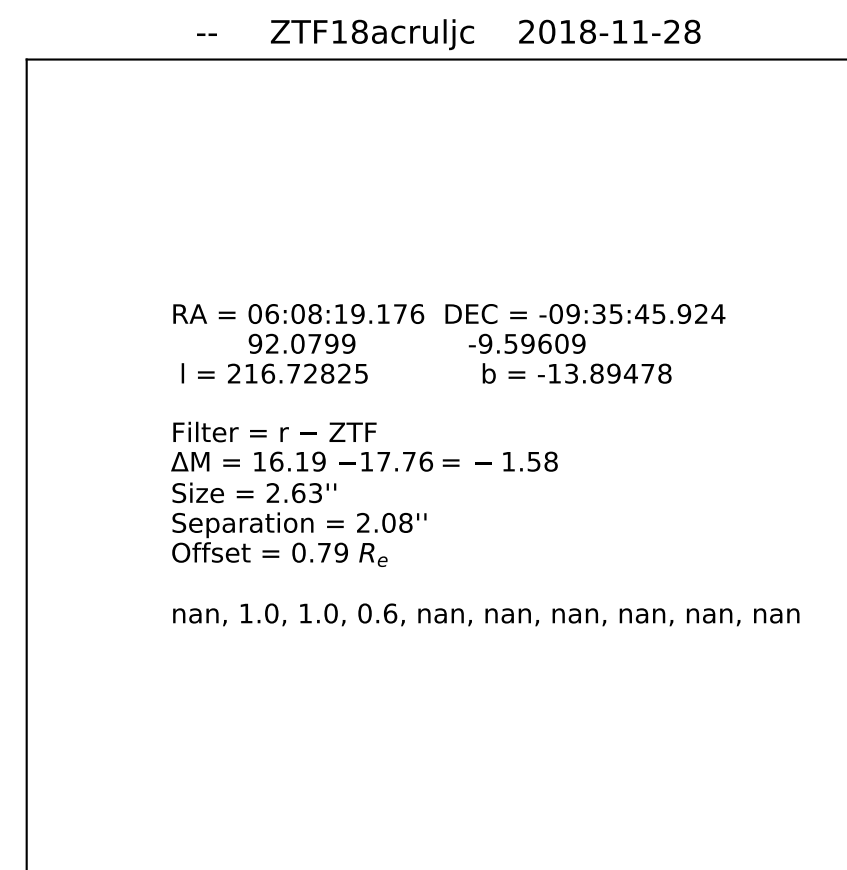 -- ZTF18acruljc 2018-11-28
RA = 06:08:19.176 DEC = -09:35:45.924
92.0799 -9.59609
l = 216.72825 b = -13.89478
Filter = r − ZTF
ΔM = 16.19 −17.76 = − 1.58
Size = 2.63''
Separation = 2.08''
Offset = 0.79 Rₑ
nan, 1.0, 1.0, 0.6, nan, nan, nan, nan, nan, nan